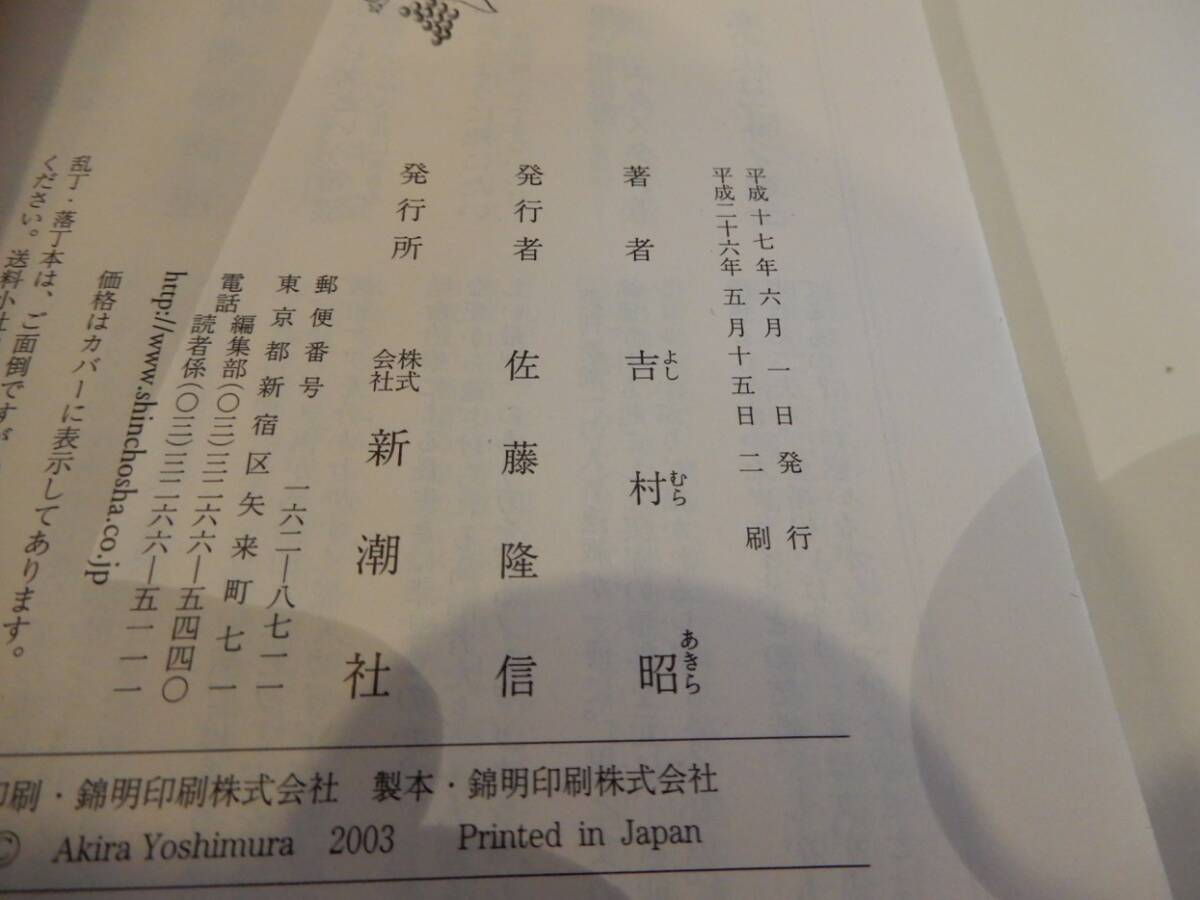 平成十七年六月一日発行
平成二十六年五月十五日二刷
著者 吉村昭
よし むら あきら
発行者 佐藤隆信
発行所 株式会社 新潮社
郵便番号 一六二―八七一一
東京都新宿区矢来町七一
電話 編集部(〇三)三二六六―五四四〇
読者係(〇三)三二六六―五一一一
http://www.shinchosha.co.jp
価格はカバーに表示してあります。
乱丁・落丁本は、ご面倒ですが
ください。送料小社
印刷・錦明印刷株式会社 製本・錦明印刷株式会社
© Akira Yoshimura 2003 Printed in Japan